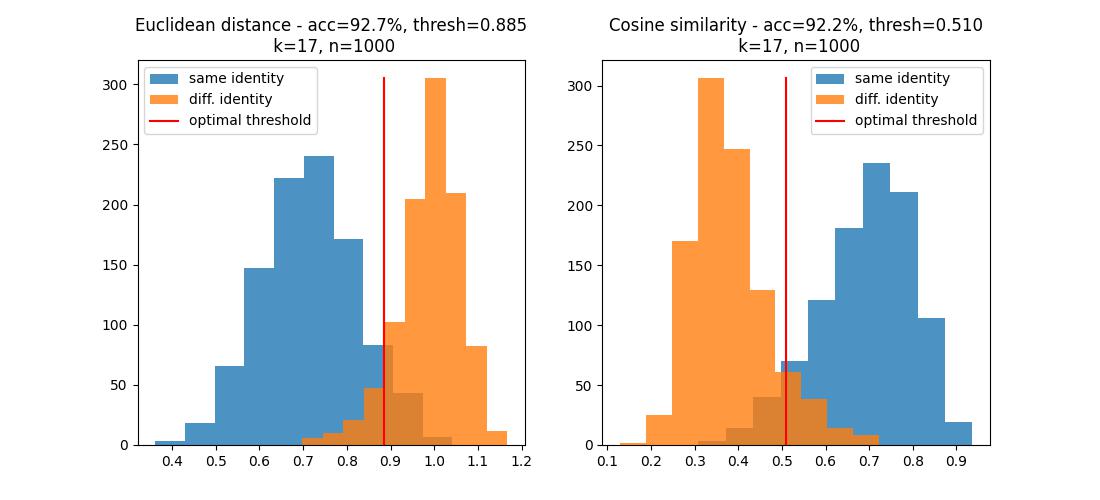 Euclidean distance - acc=92.7%, thresh=0.885
k=17, n=1000
same identity
diff. identity
optimal threshold
300
250
200
150
100
50
0
0.4 0.5 0.6 0.7 0.8 0.9 1.0 1.1 1.2
Cosine similarity - acc=92.2%, thresh=0.510
k=17, n=1000
same identity
diff. identity
optimal threshold
300
250
200
150
100
50
0
0.1 0.2 0.3 0.4 0.5 0.6 0.7 0.8 0.9